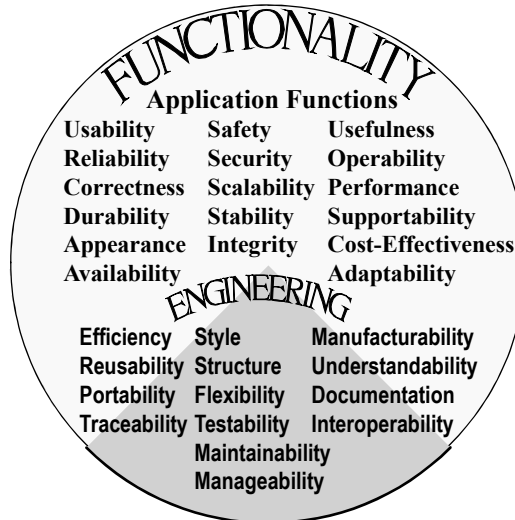 FUNCTIONALITY
Application Functions
Usability Safety Usefulness
Reliability Security Operability
Correctness Scalability Performance
Durability Stability Supportability
Appearance Integrity Cost-Effectiveness
Availability Adaptability
ENGINEERING
Efficiency Style Manufacturability
Reusability Structure Understandability
Portability Flexibility Documentation
Traceability Testability Interoperability
Maintainability
Manageability